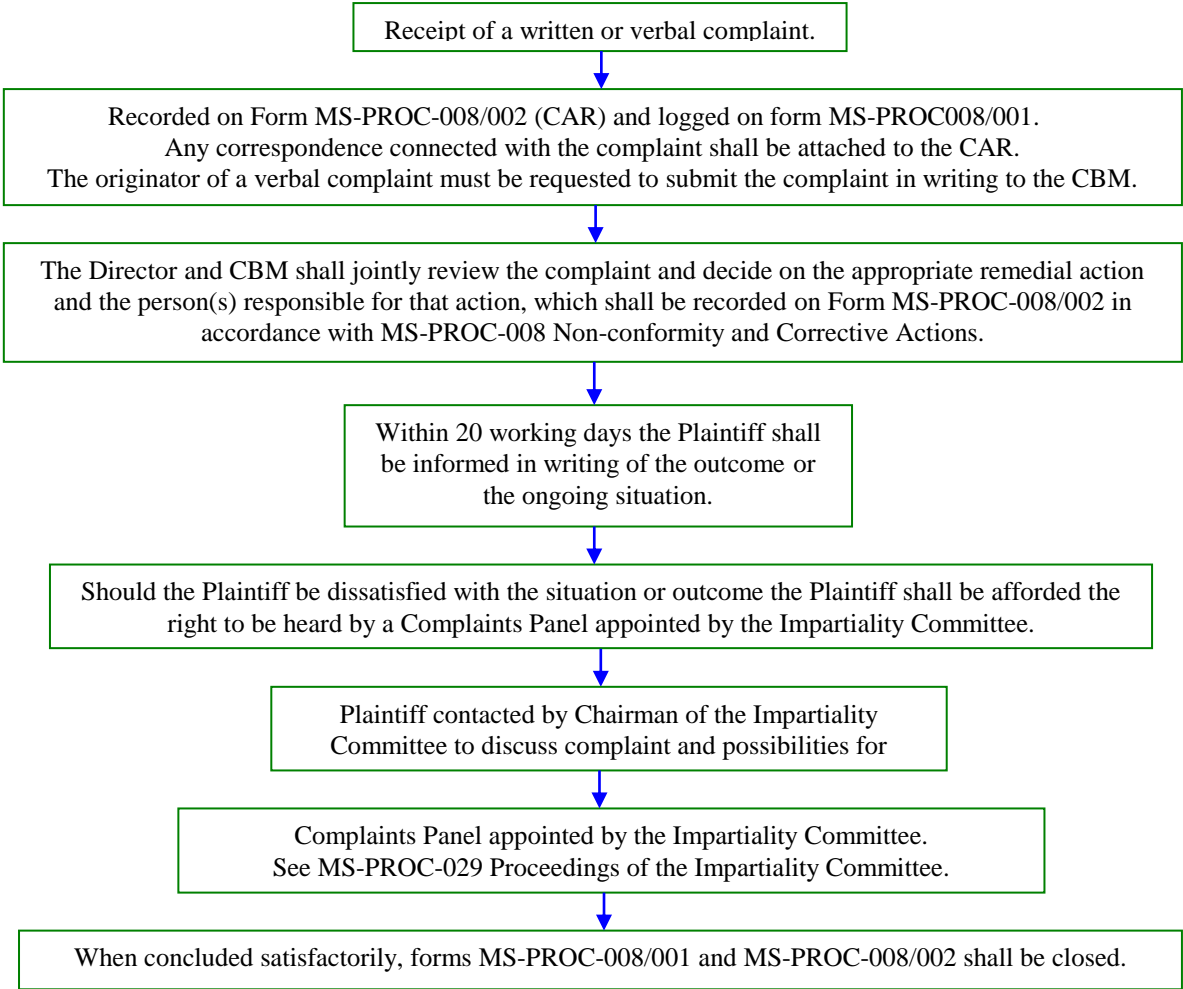 Receipt of a written or verbal complaint.
Recorded on Form MS-PROC-008/002 (CAR) and logged on form MS-PROC008/001.
Any correspondence connected with the complaint shall be attached to the CAR.
The originator of a verbal complaint must be requested to submit the complaint in writing to the CBM.
The Director and CBM shall jointly review the complaint and decide on the appropriate remedial action
and the person(s) responsible for that action, which shall be recorded on Form MS-PROC-008/002 in
accordance with MS-PROC-008 Non-conformity and Corrective Actions.
Within 20 working days the Plaintiff shall
be informed in writing of the outcome or
the ongoing situation.
Should the Plaintiff be dissatisfied with the situation or outcome the Plaintiff shall be afforded the
right to be heard by a Complaints Panel appointed by the Impartiality Committee.
Plaintiff contacted by Chairman of the Impartiality
Committee to discuss complaint and possibilities for
Complaints Panel appointed by the Impartiality Committee.
See MS-PROC-029 Proceedings of the Impartiality Committee.
When concluded satisfactorily, forms MS-PROC-008/001 and MS-PROC-008/002 shall be closed.